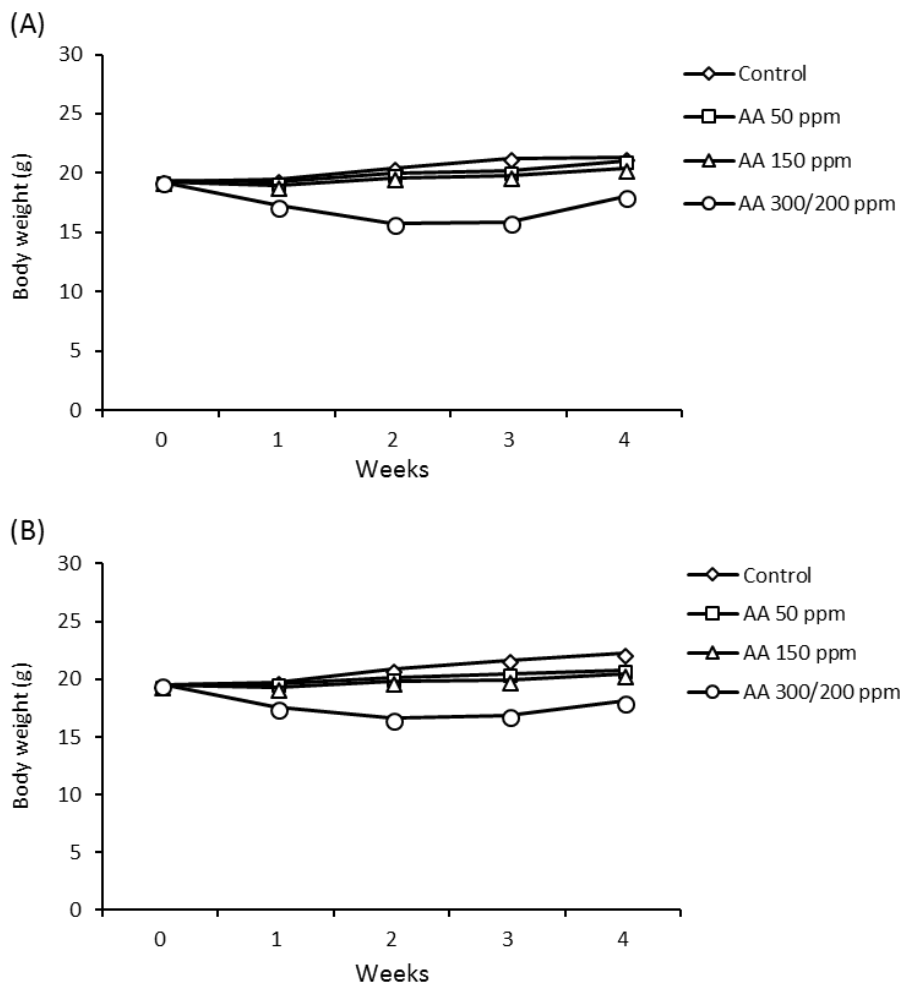 (A)
Body weight (g)
30
25
20
15
10
5
0
0 1 2 3 4
Weeks
Control
AA 50 ppm
AA 150 ppm
AA 300/200 ppm
(B)
Body weight (g)
30
25
20
15
10
5
0
0 1 2 3 4
Weeks
Control
AA 50 ppm
AA 150 ppm
AA 300/200 ppm